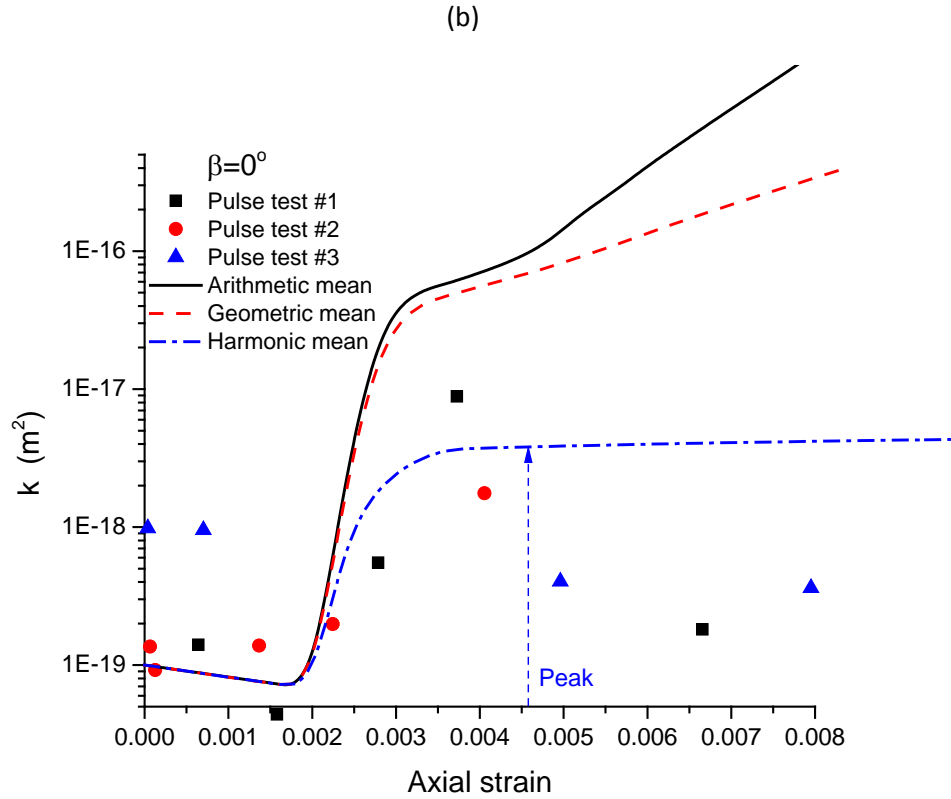 (b)
β=0°
Pulse test #1
Pulse test #2
Pulse test #3
Arithmetic mean
Geometric mean
Harmonic mean
1E-16
1E-17
1E-18
1E-19
k (m²)
Peak
0.000 0.001 0.002 0.003 0.004 0.005 0.006 0.007 0.008
Axial strain